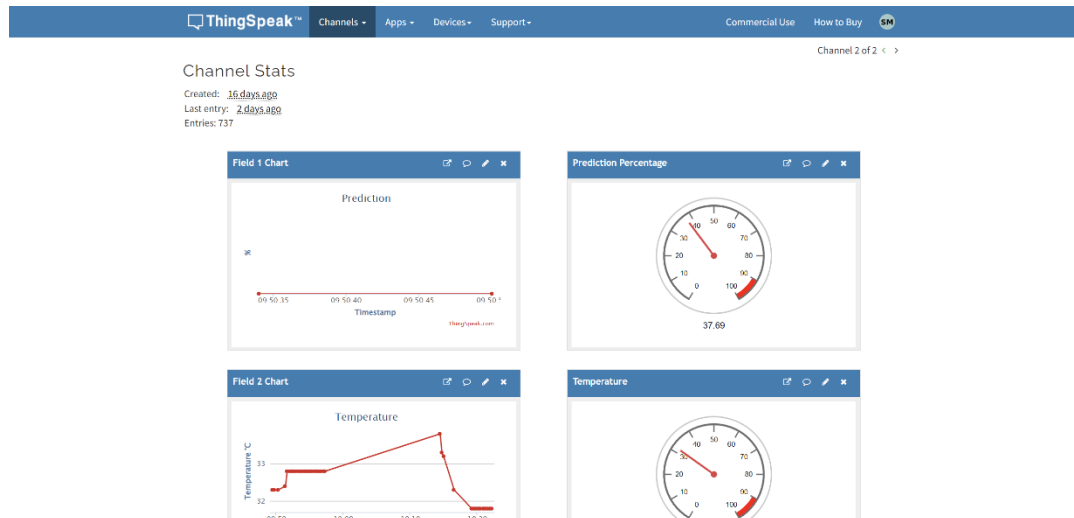 ThingSpeak™ Channels Apps Devices Support Commercial Use How to Buy SM
Channel 2 of 2 < >
Channel Stats
Created: 16 days ago
Last entry: 2 days ago
Entries: 737
Field 1 Chart
Prediction
%
09:50:35 09:50:40 09:50:45
Timestamp
ThingSpeak.com
Prediction Percentage
0 10 20 30 40 50 60 70 80 90 100
37.69
Field 2 Chart
Temperature
Temperature °C
33
32
Temperature
0 10 20 30 40 50 60 70 80 90 100